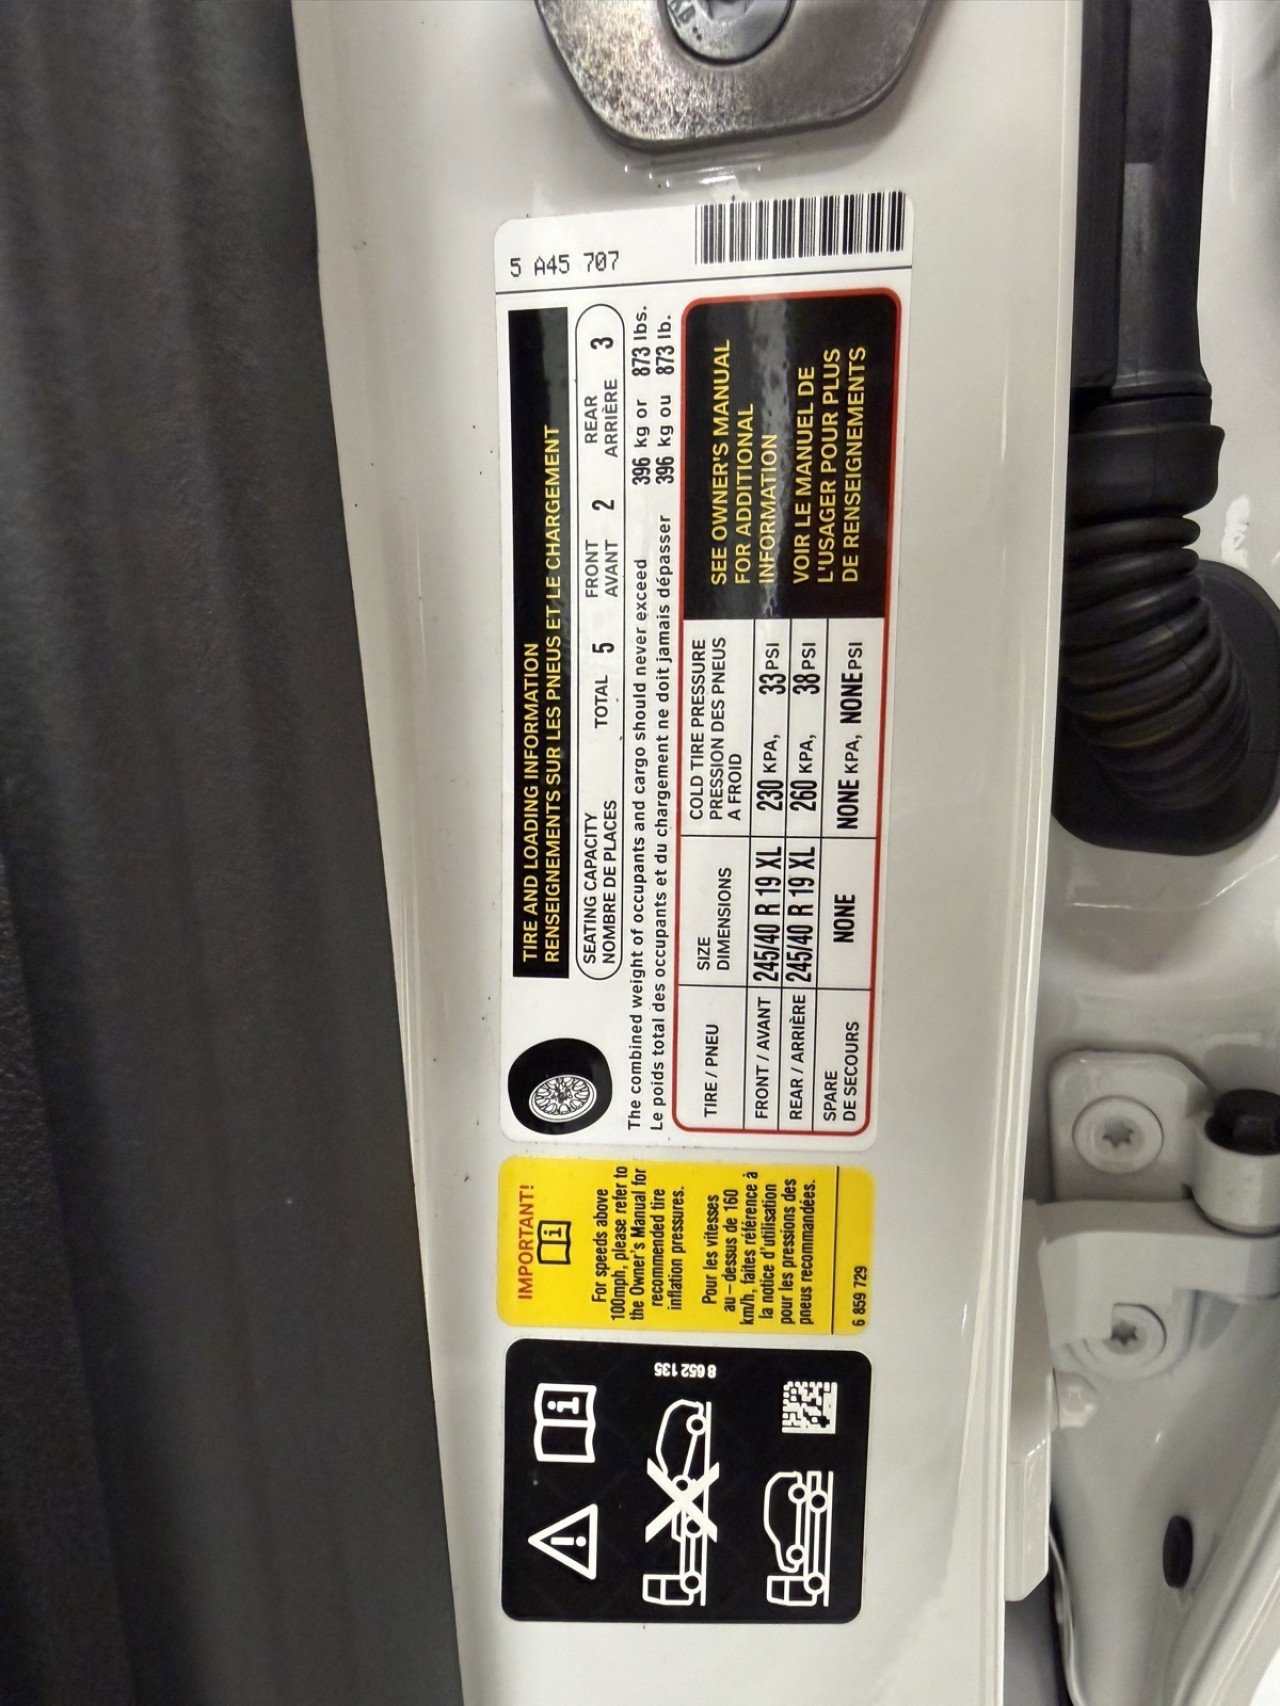 5 A45 707
TIRE AND LOADING INFORMATION
RENSEIGNEMENTS SUR LES PNEUS ET LE CHARGEMENT
SEATING CAPACITY
NOMBRE DE PLACES
TOTAL 5
FRONT
AVANT 2
REAR
ARRIÈRE 3
The combined weight of occupants and cargo should never exceed 396 kg or 873 lbs.
Le poids total des occupants et du chargement ne doit jamais dépasser 396 kg ou 873 lb.
TIRE / PNEU
SIZE
DIMENSIONS
COLD TIRE PRESSURE
PRESSION DES PNEUS
A FROID
FRONT / AVANT 245/40 R 19 XL 230 KPA, 33 PSI
REAR / ARRIÈRE 245/40 R 19 XL 260 KPA, 38 PSI
SPARE
DE SECOURS
NONE NONE KPA, NONE PSI
SEE OWNER'S MANUAL
FOR ADDITIONAL
INFORMATION
VOIR LE MANUEL DE
L'USAGER POUR PLUS
DE RENSEIGNEMENTS
IMPORTANT!
For speeds above
100mph, please refer to
the Owner's Manual for
recommended tire
inflation pressures.
Pour les vitesses
au–dessus de 160
km/h, faites référence à
la notice d'utilisation
pour les pressions des
pneus recommandées.
6 859 729
8 652 135